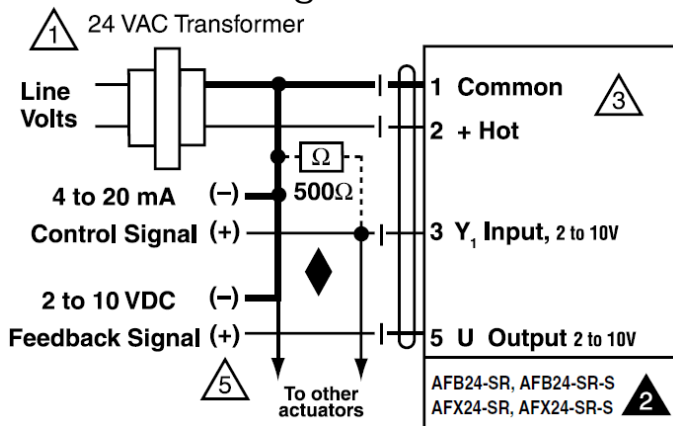 1 24 VAC Transformer
Line
Volts
1 Common
3
2 + Hot
Ω
4 to 20 mA (–) 500Ω
Control Signal (+)
3 Y₁ Input, 2 to 10V
2 to 10 VDC (–)
Feedback Signal (+)
5 U Output 2 to 10V
5
To other
actuators
AFB24-SR, AFB24-SR-S
AFX24-SR, AFX24-SR-S
2